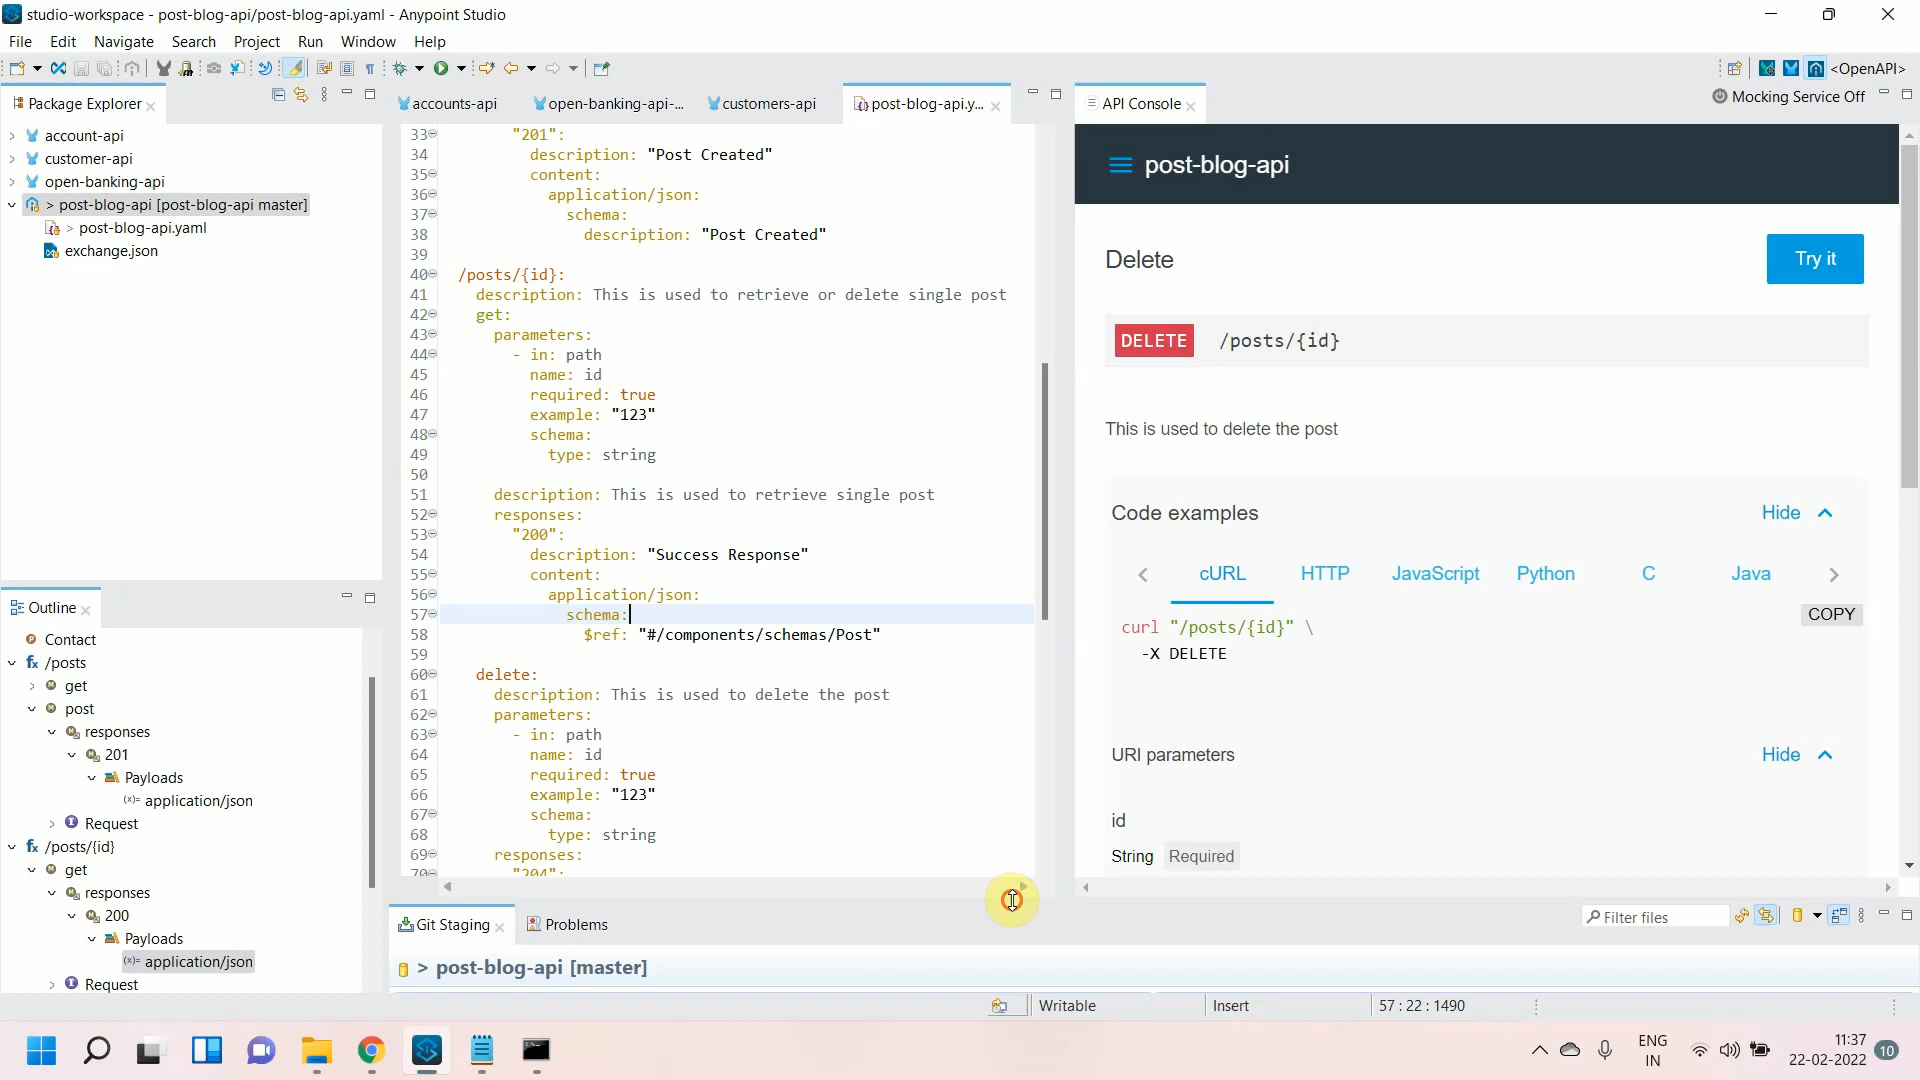 studio-workspace - post-blog-api/post-blog-api.yaml - Anypoint Studio
File Edit Navigate Search Project Run Window Help
<OpenAPI>
Package Explorer
account-api
customer-api
open-banking-api
> post-blog-api [post-blog-api master]
> post-blog-api.yaml
exchange.json
Outline
Contact
/posts
get
post
responses
201
Payloads
(x)= application/json
Request
/posts/{id}
get
responses
200
Payloads
(x)= application/json
Request
accounts-api open-banking-api-... customers-api post-blog-api.y...
33 "201":
34 description: "Post Created"
35 content:
36 application/json:
37 schema:
38 description: "Post Created"
39
40 /posts/{id}:
41 description: This is used to retrieve or delete single post
42 get:
43 parameters:
44 - in: path
45 name: id
46 required: true
47 example: "123"
48 schema:
49 type: string
50
51 description: This is used to retrieve single post
52 responses:
53 "200":
54 description: "Success Response"
55 content:
56 application/json:
57 schema:
58 $ref: "#/components/schemas/Post"
59
60 delete:
61 description: This is used to delete the post
62 parameters:
63 - in: path
64 name: id
65 required: true
66 example: "123"
67 schema:
68 type: string
69 responses:
70 "204":
API Console
Mocking Service Off
post-blog-api
Delete
Try it
DELETE /posts/{id}
This is used to delete the post
Code examples
Hide
cURL HTTP JavaScript Python C Java
COPY
curl "/posts/{id}" \
-X DELETE
URI parameters
Hide
id
String Required
Git Staging Problems
Filter files
> post-blog-api [master]
Writable Insert 57 : 22 : 1490
ENG
IN
11:37
22-02-2022
10